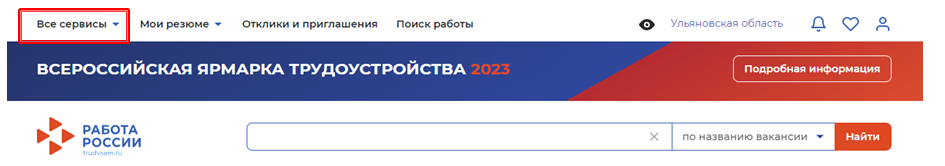 Все сервисы Мои резюме Отклики и приглашения Поиск работы Ульяновская область
ВСЕРОССИЙСКАЯ ЯРМАРКА ТРУДОУСТРОЙСТВА 2023 Подробная информация
РАБОТА
РОССИИ
trudvsem.ru
по названию вакансии Найти